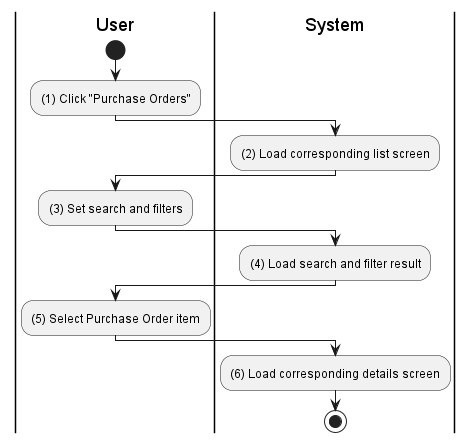 User
System
(1) Click "Purchase Orders"
(2) Load corresponding list screen
(3) Set search and filters
(4) Load search and filter result
(5) Select Purchase Order item
(6) Load corresponding details screen